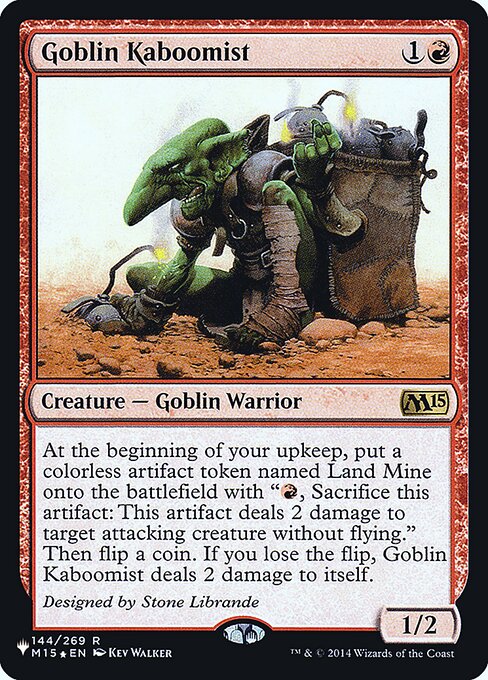 Goblin Kaboomist 1
Creature — Goblin Warrior M15
At the beginning of your upkeep, put a
colorless artifact token named Land Mine
onto the battlefield with “, Sacrifice this
artifact: This artifact deals 2 damage to
target attacking creature without flying.”
Then flip a coin. If you lose the flip, Goblin
Kaboomist deals 2 damage to itself.
Designed by Stone Librande
1/2
144/269 R
M15★EN Kev Walker
™ & © 2014 Wizards of the Coast